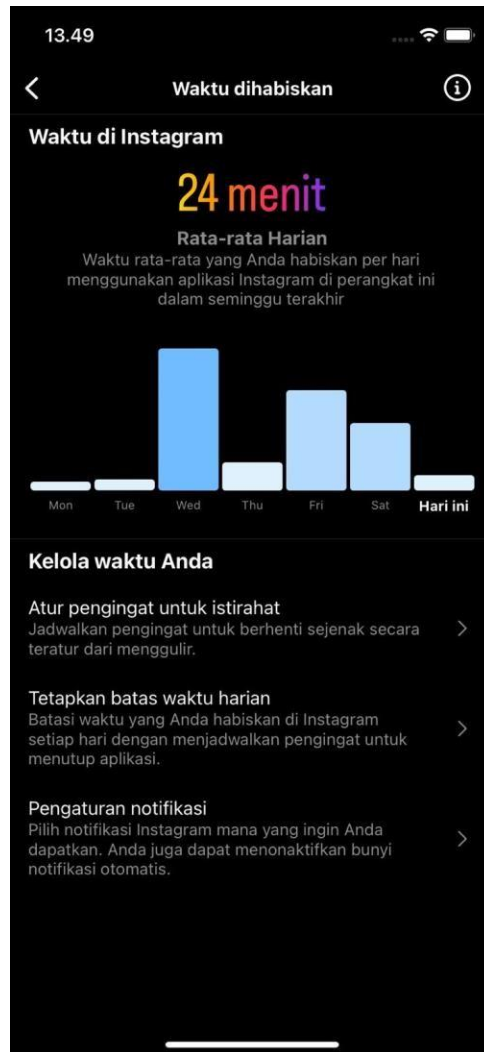 13.49
Waktu dihabiskan
Waktu di Instagram
24 menit
Rata-rata Harian
Waktu rata-rata yang Anda habiskan per hari
menggunakan aplikasi Instagram di perangkat ini
dalam seminggu terakhir
Mon Tue Wed Thu Fri Sat Hari ini
Kelola waktu Anda
Atur pengingat untuk istirahat
Jadwalkan pengingat untuk berhenti sejenak secara
teratur dari menggulir.
Tetapkan batas waktu harian
Batasi waktu yang Anda habiskan di Instagram
setiap hari dengan menjadwalkan pengingat untuk
menutup aplikasi.
Pengaturan notifikasi
Pilih notifikasi Instagram mana yang ingin Anda
dapatkan. Anda juga dapat menonaktifkan bunyi
notifikasi otomatis.